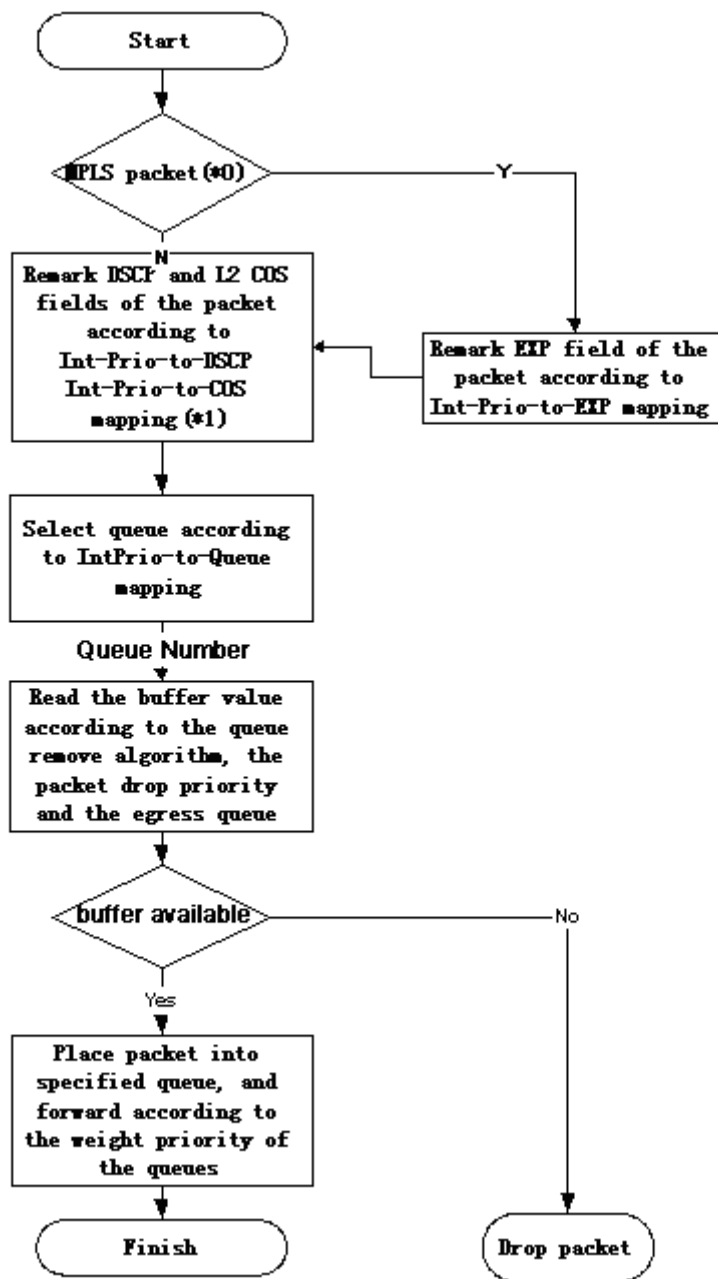 Start
MPLS packet(*0)
Y
N
Remark DSCP and L2 COS
fields of the packet
according to
Int-Prio-to-DSCP
Int-Prio-to-COS
mapping(*1)
Remark EXP field of the
packet according to
Int-Prio-to-EXP mapping
Select queue according
to IntPrio-to-Queue
mapping
Queue Number
Read the buffer value
according to the queue
remove algorithm, the
packet drop priority
and the egress queue
buffer available
No
Yes
Place packet into
specified queue, and
forward according to
the weight priority of
the queues
Finish
Drop packet